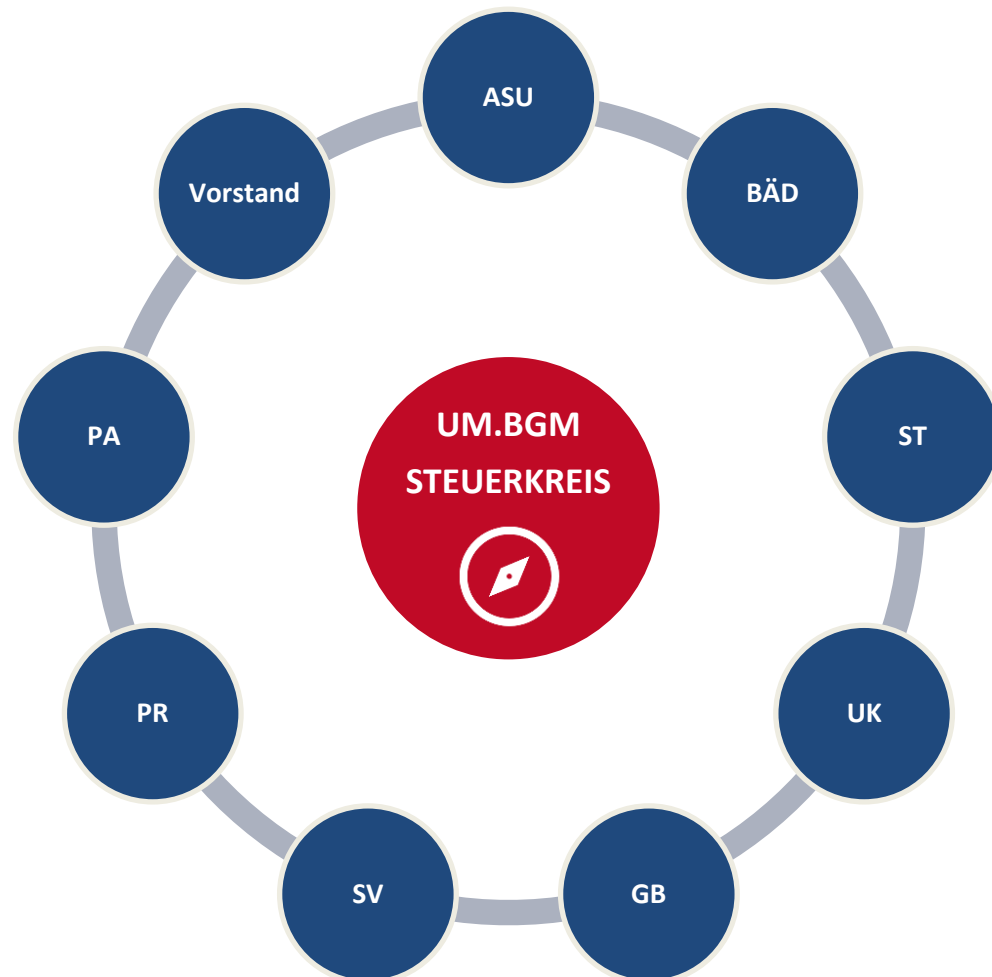 ASU
Vorstand
BÄD
PA
UM.BGM
STEUERKREIS
ST
PR
UK
SV
GB